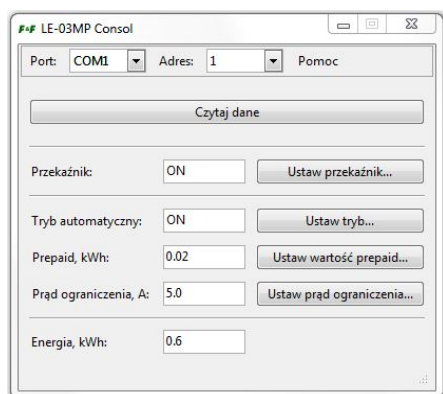 F&F LE-03MP Consol
Port: COM1 Adres: 1 Pomoc
Czytaj dane
Przekaźnik: ON Ustaw przekaźnik...
Tryb automatyczny: ON Ustaw tryb...
Prepaid, kWh: 0.02 Ustaw wartość prepaid...
Prąd ograniczenia, A: 5.0 Ustaw prąd ograniczenia...
Energia, kWh: 0.6